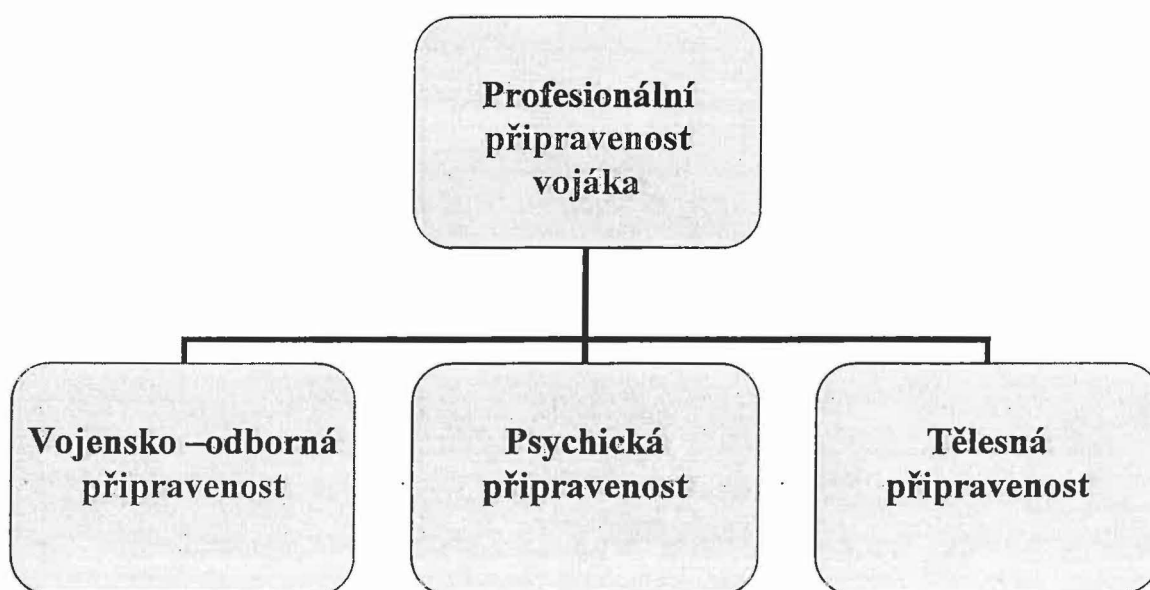 Profesionální
připravenost
vojáka
Vojensko –odborná
připravenost
Psychická
připravenost
Tělesná
připravenost